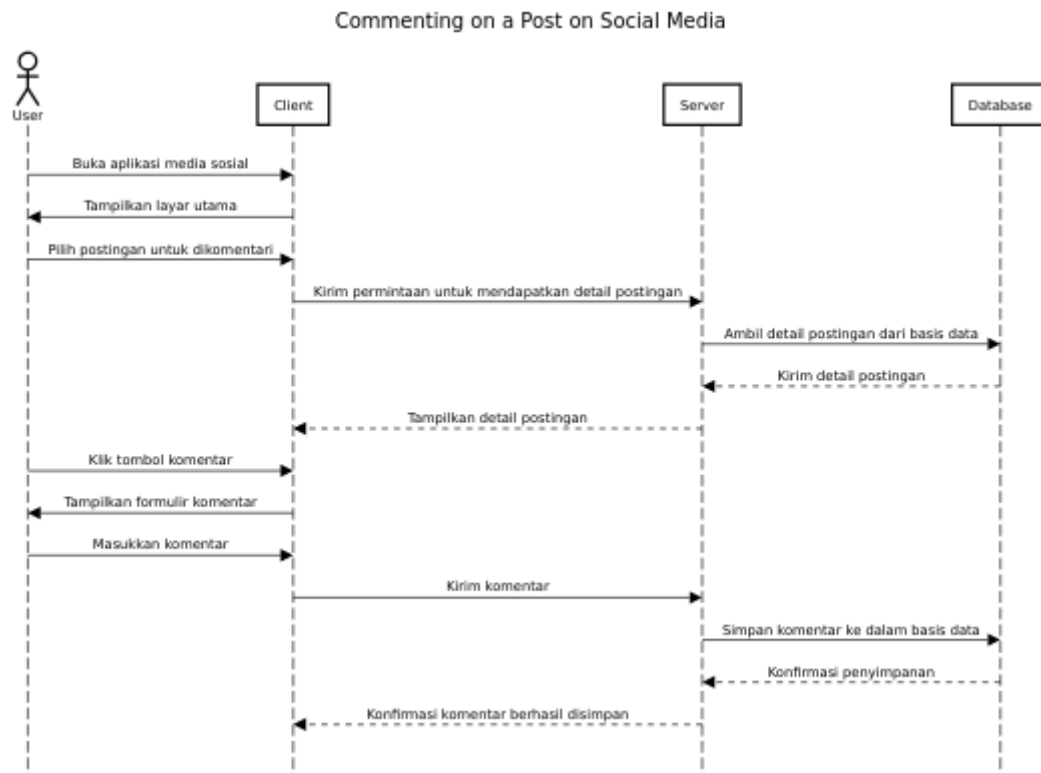 Commenting on a Post on Social Media
User
Client
Server
Database
Buka aplikasi media sosial
Tampilkan layar utama
Pilih postingan untuk dikomentari
Kirim permintaan untuk mendapatkan detail postingan
Ambil detail postingan dari basis data
Kirim detail postingan
Tampilkan detail postingan
Klik tombol komentar
Tampilkan formulir komentar
Masukkan komentar
Kirim komentar
Simpan komentar ke dalam basis data
Konfirmasi penyimpanan
Konfirmasi komentar berhasil disimpan